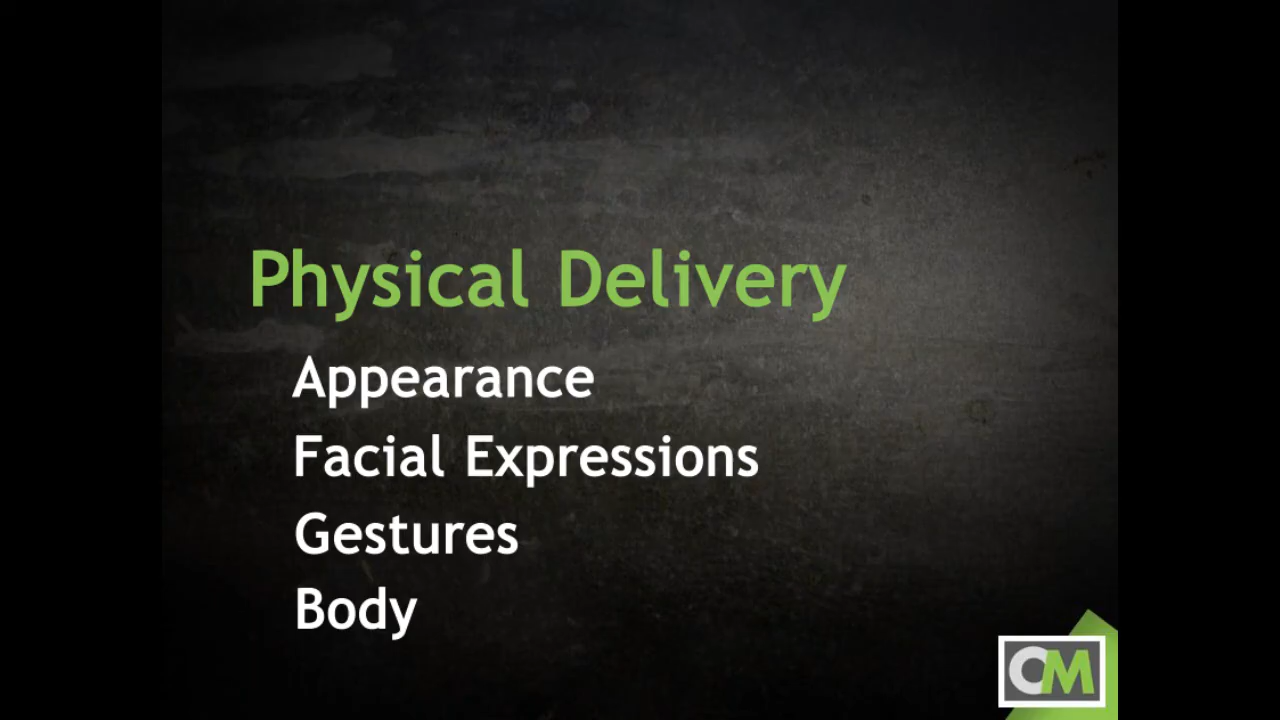 Physical Delivery
Appearance
Facial Expressions
Gestures
Body
CM